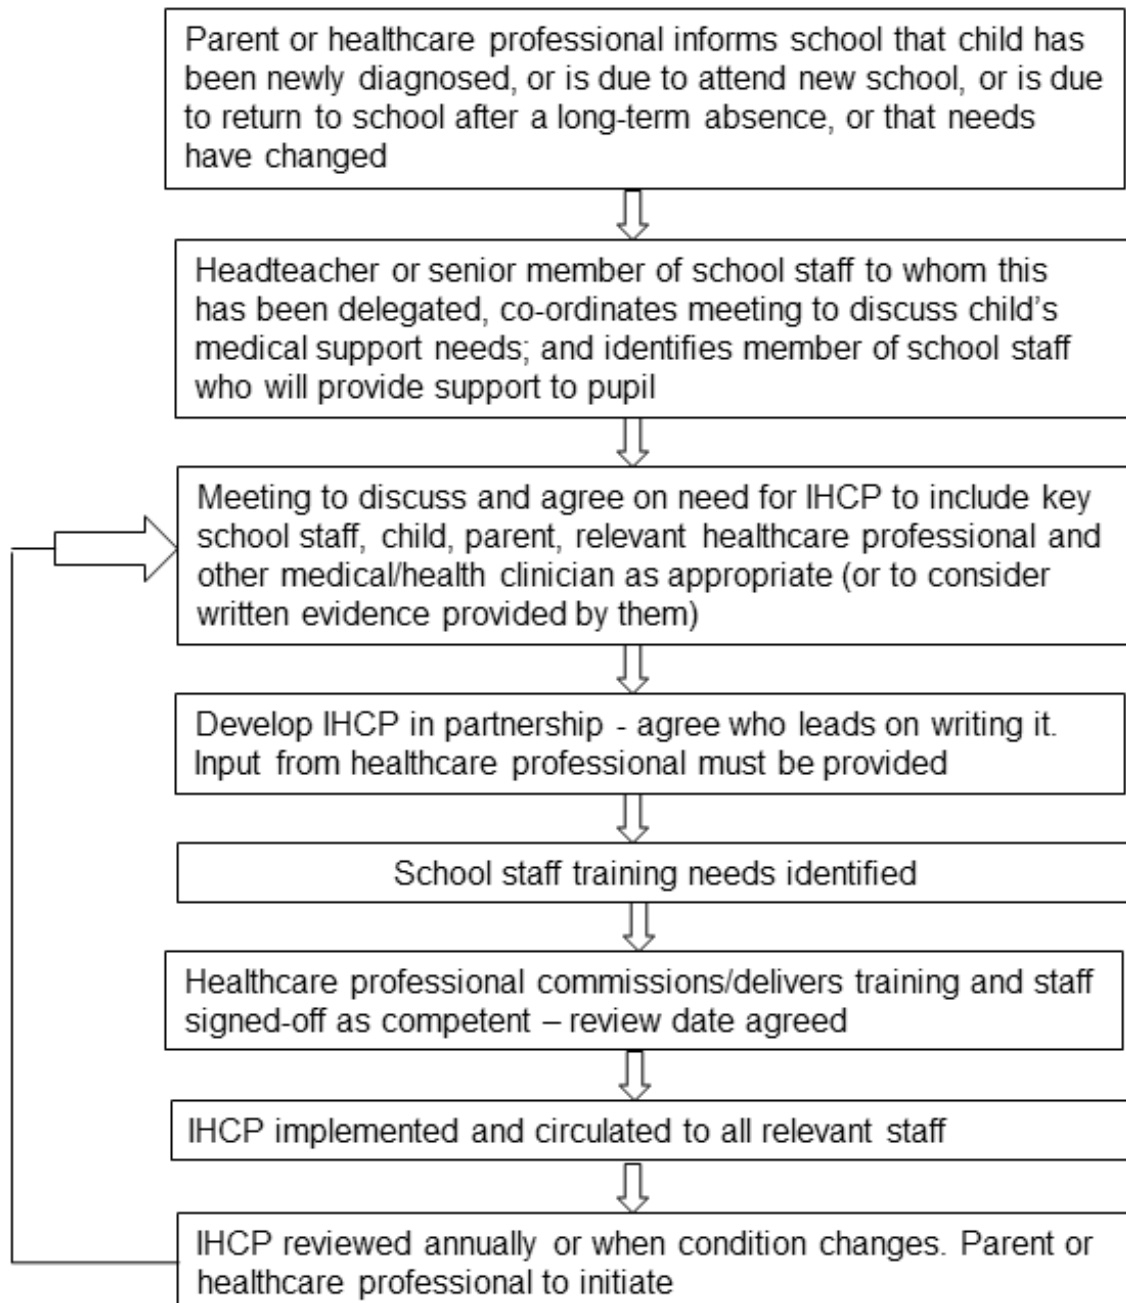 Parent or healthcare professional informs school that child has
been newly diagnosed, or is due to attend new school, or is due
to return to school after a long-term absence, or that needs
have changed
Headteacher or senior member of school staff to whom this
has been delegated, co-ordinates meeting to discuss child's
medical support needs; and identifies member of school staff
who will provide support to pupil
Meeting to discuss and agree on need for IHCP to include key
school staff, child, parent, relevant healthcare professional and
other medical/health clinician as appropriate (or to consider
written evidence provided by them)
Develop IHCP in partnership - agree who leads on writing it.
Input from healthcare professional must be provided
School staff training needs identified
Healthcare professional commissions/delivers training and staff
signed-off as competent – review date agreed
IHCP implemented and circulated to all relevant staff
IHCP reviewed annually or when condition changes. Parent or
healthcare professional to initiate